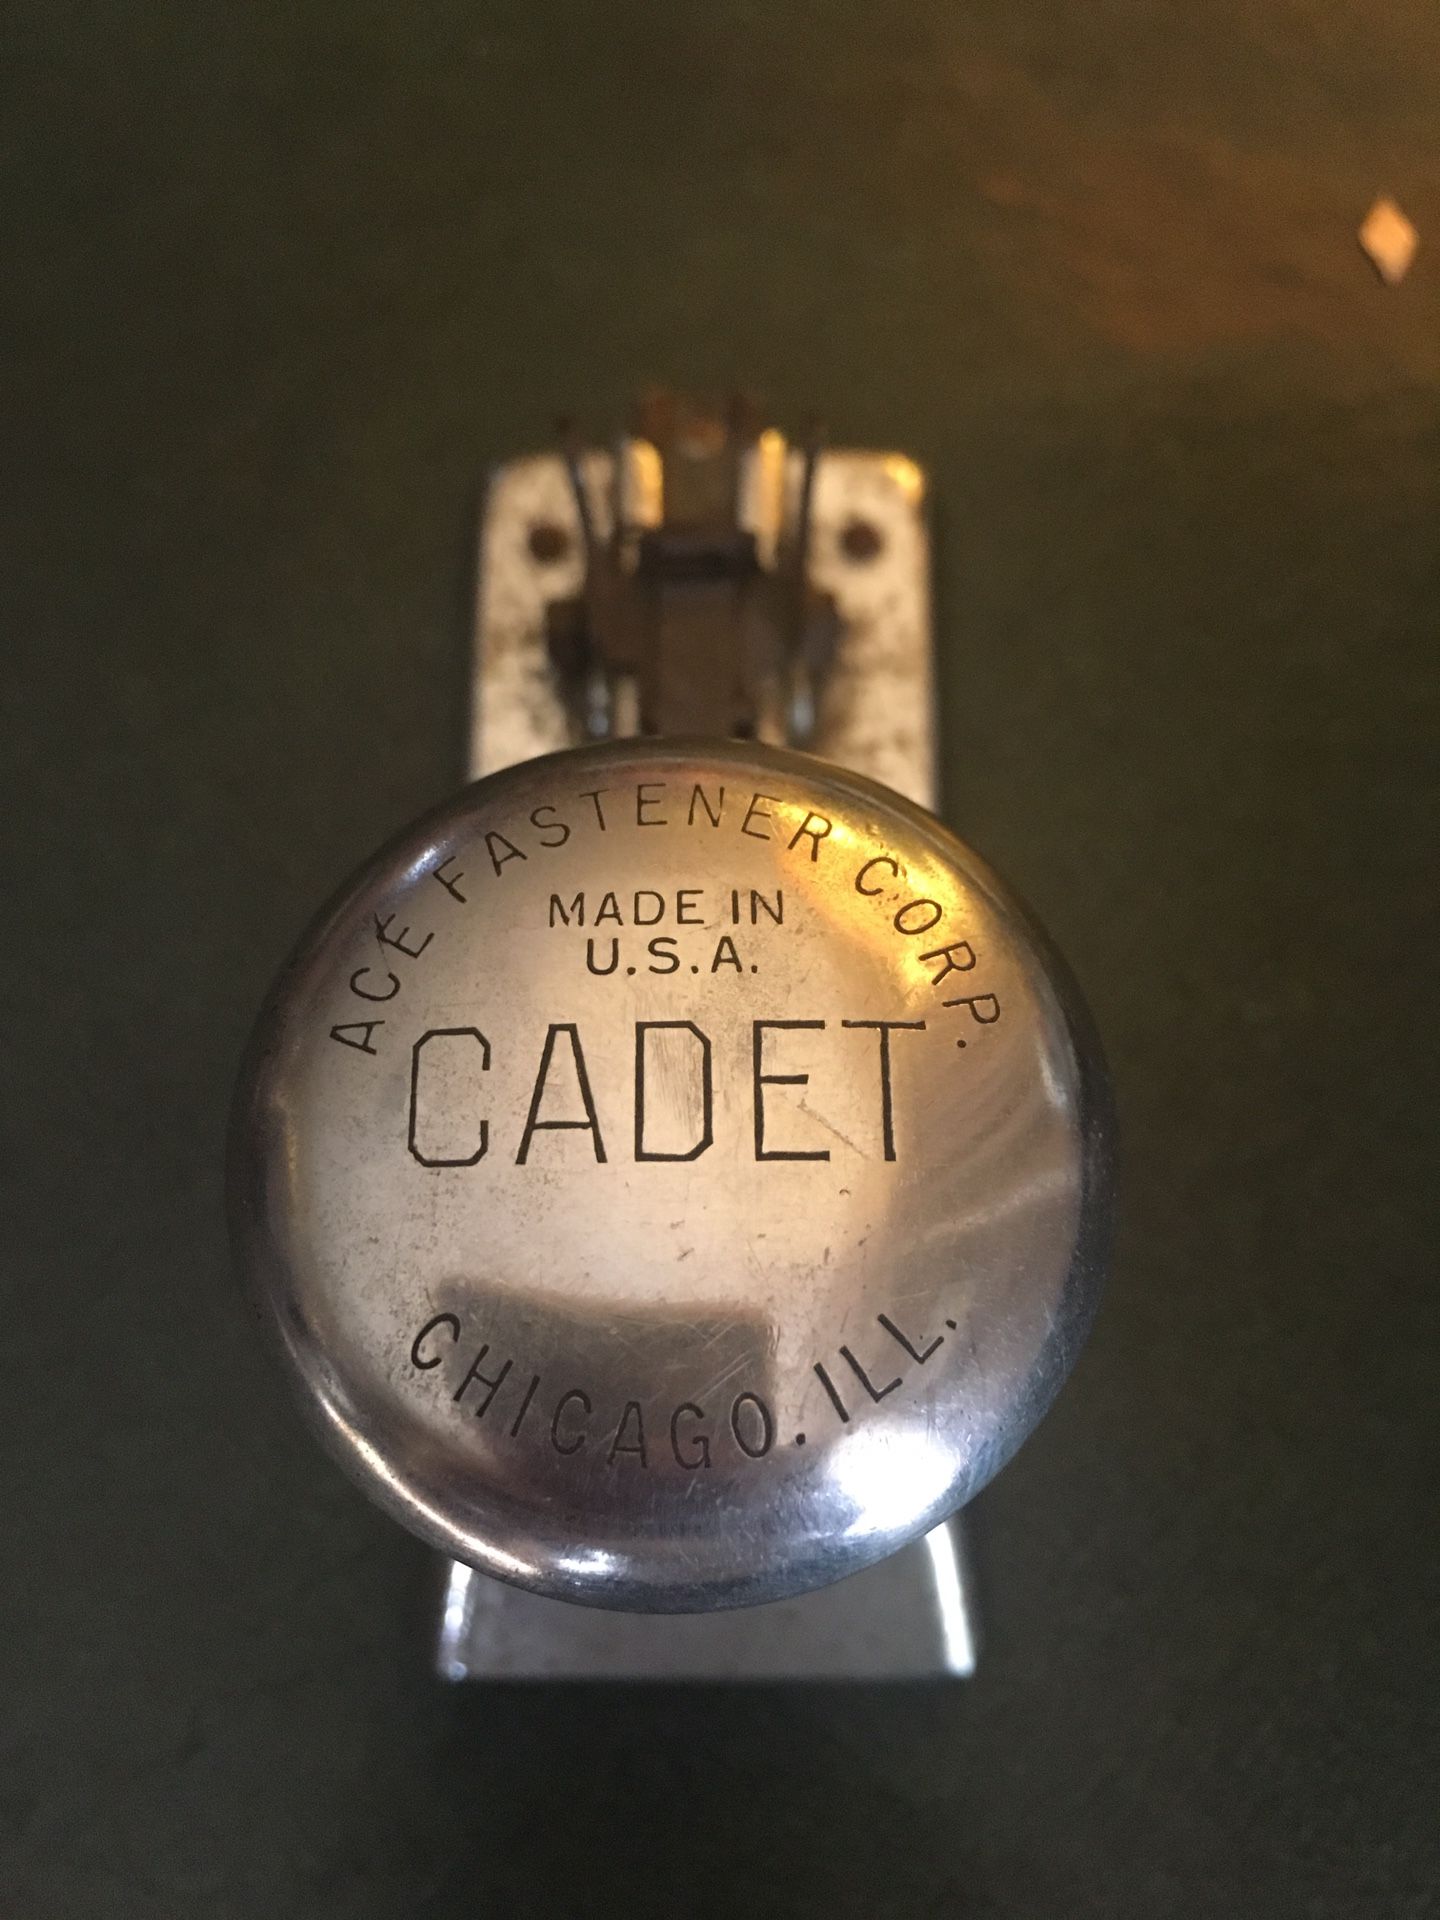 ACE FASTENER CORP.
MADE IN
U.S.A.
CADET
CHICAGO. ILL.